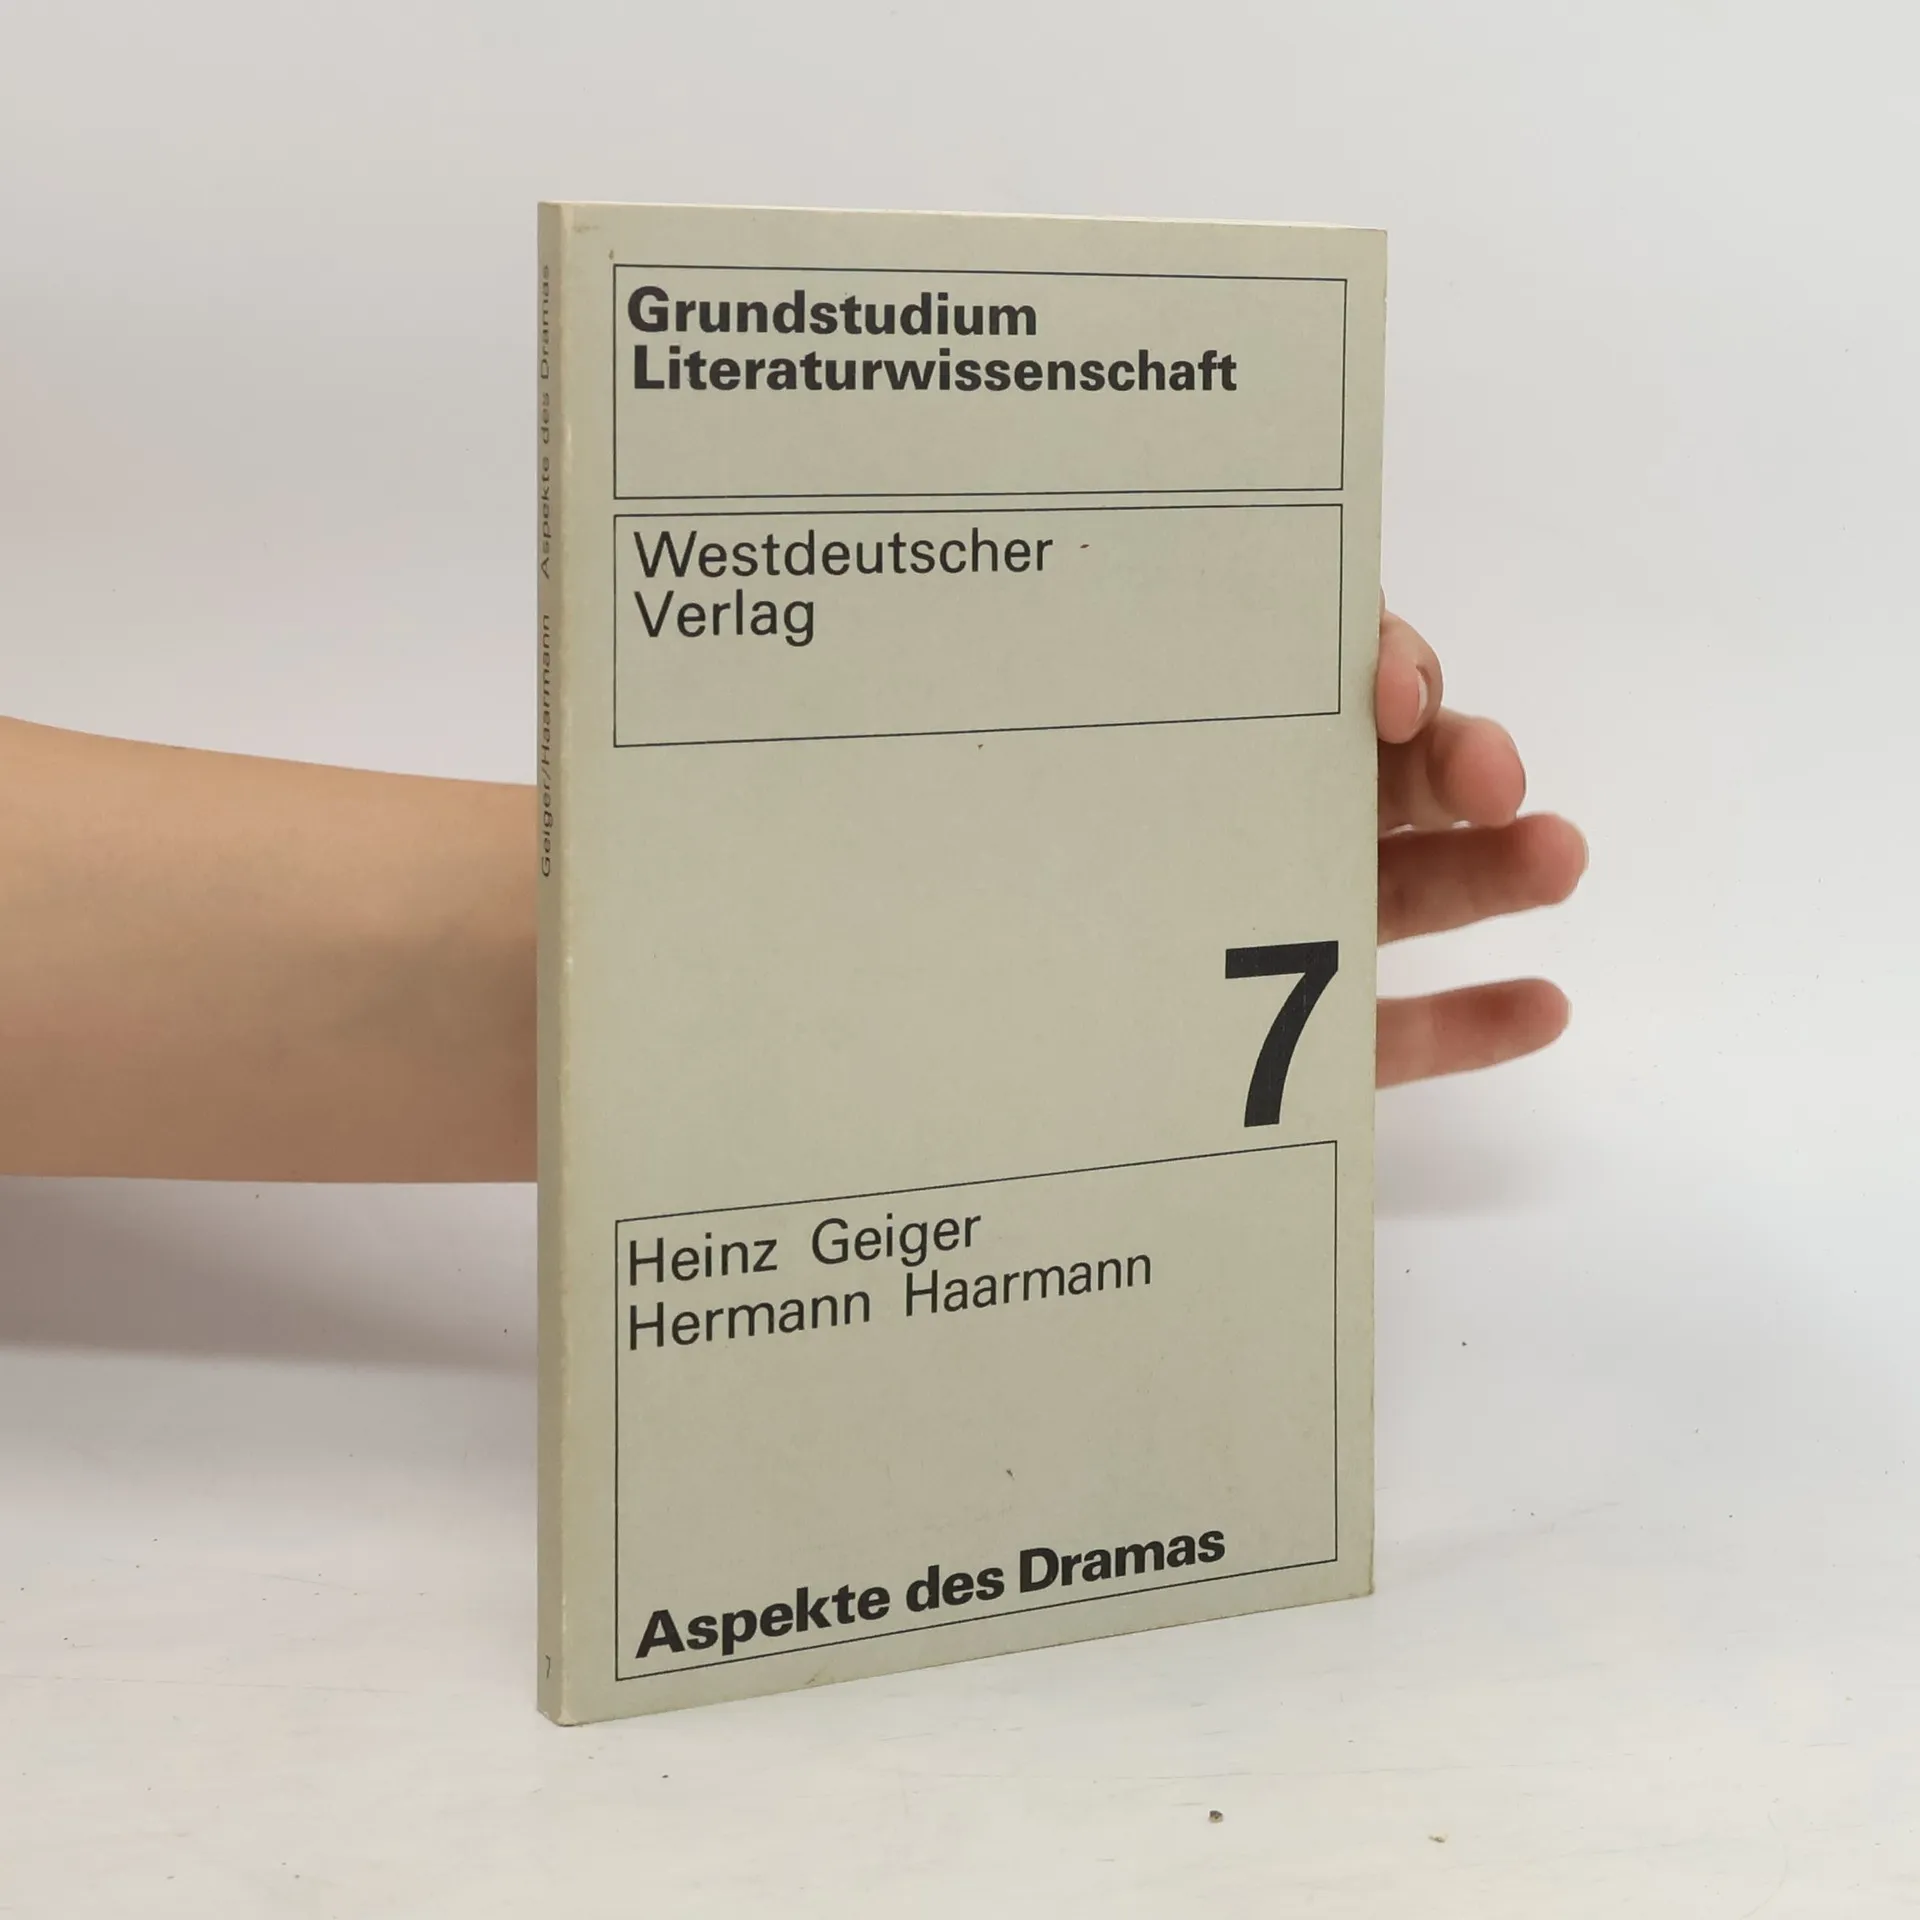 Grundstudium
Literaturwissenschaft
Westdeutscher
Verlag
7
Heinz Geiger
Hermann Haarmann
Aspekte des Dramas
Geiger/Haarmann Aspekte des Dramas
7